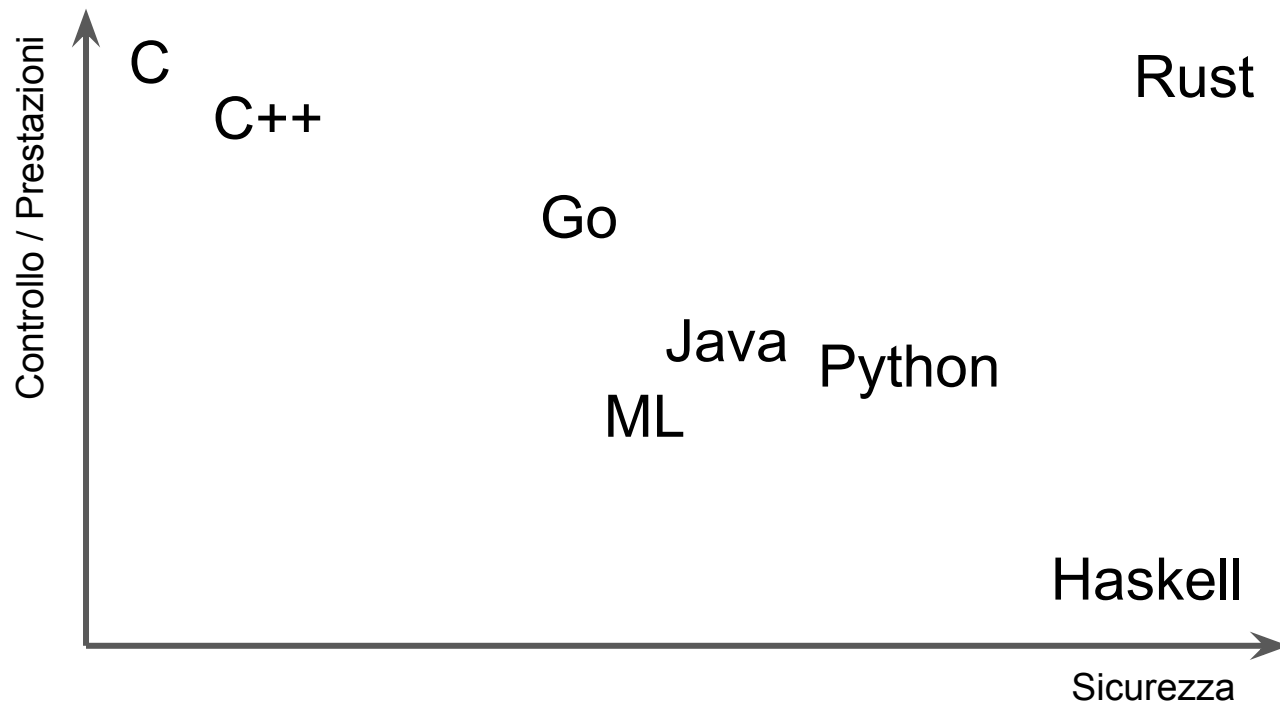 Controllo / Prestazioni
C
Rust
C++
Go
Java
Python
ML
Haskell
Sicurezza